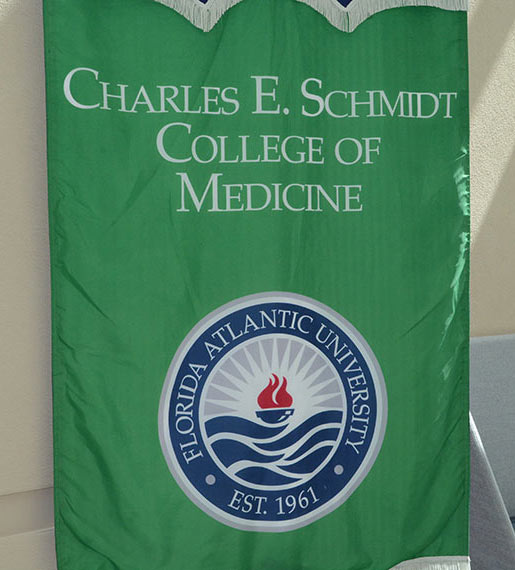 CHARLES E. SCHMIDT
COLLEGE OF
MEDICINE
FLORIDA ATLANTIC UNIVERSITY
EST. 1961